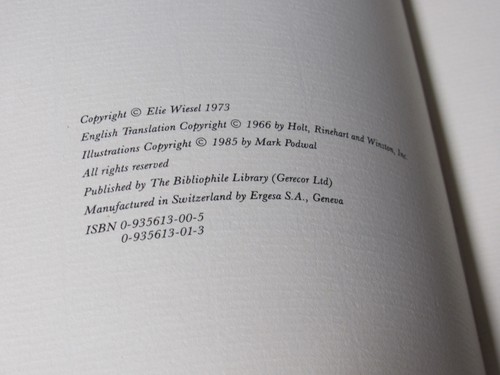 Copyright © Elie Wiesel 1973
English Translation Copyright © 1966 by Holt, Rinehart and Winston, Inc.
Illustrations Copyright © 1985 by Mark Podwal
All rights reserved
Published by The Bibliophile Library (Gerecor Ltd)
Manufactured in Switzerland by Ergesa S.A., Geneva
ISBN 0-935613-00-5
0-935613-01-3